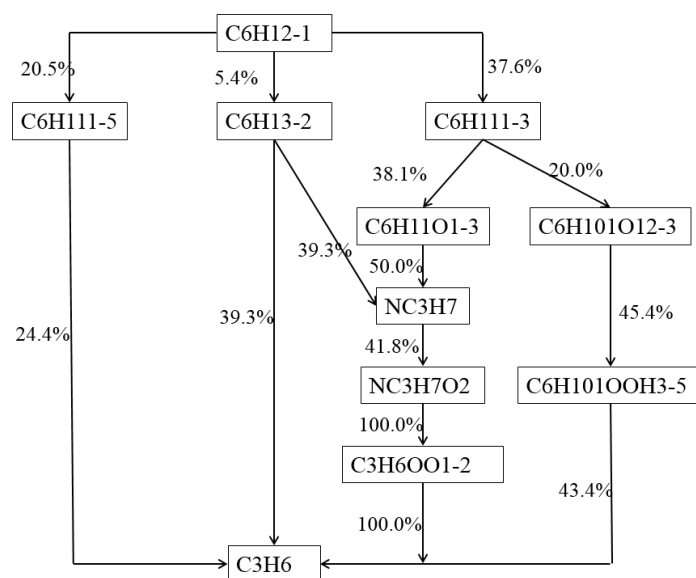 C6H12-1
20.5%
5.4%
37.6%
C6H111-5
C6H13-2
C6H111-3
38.1%
20.0%
C6H11O1-3
C6H101O12-3
39.3%
50.0%
NC3H7
24.4%
39.3%
41.8%
45.4%
NC3H7O2
C6H101OOH3-5
100.0%
C3H6OO1-2
43.4%
100.0%
C3H6